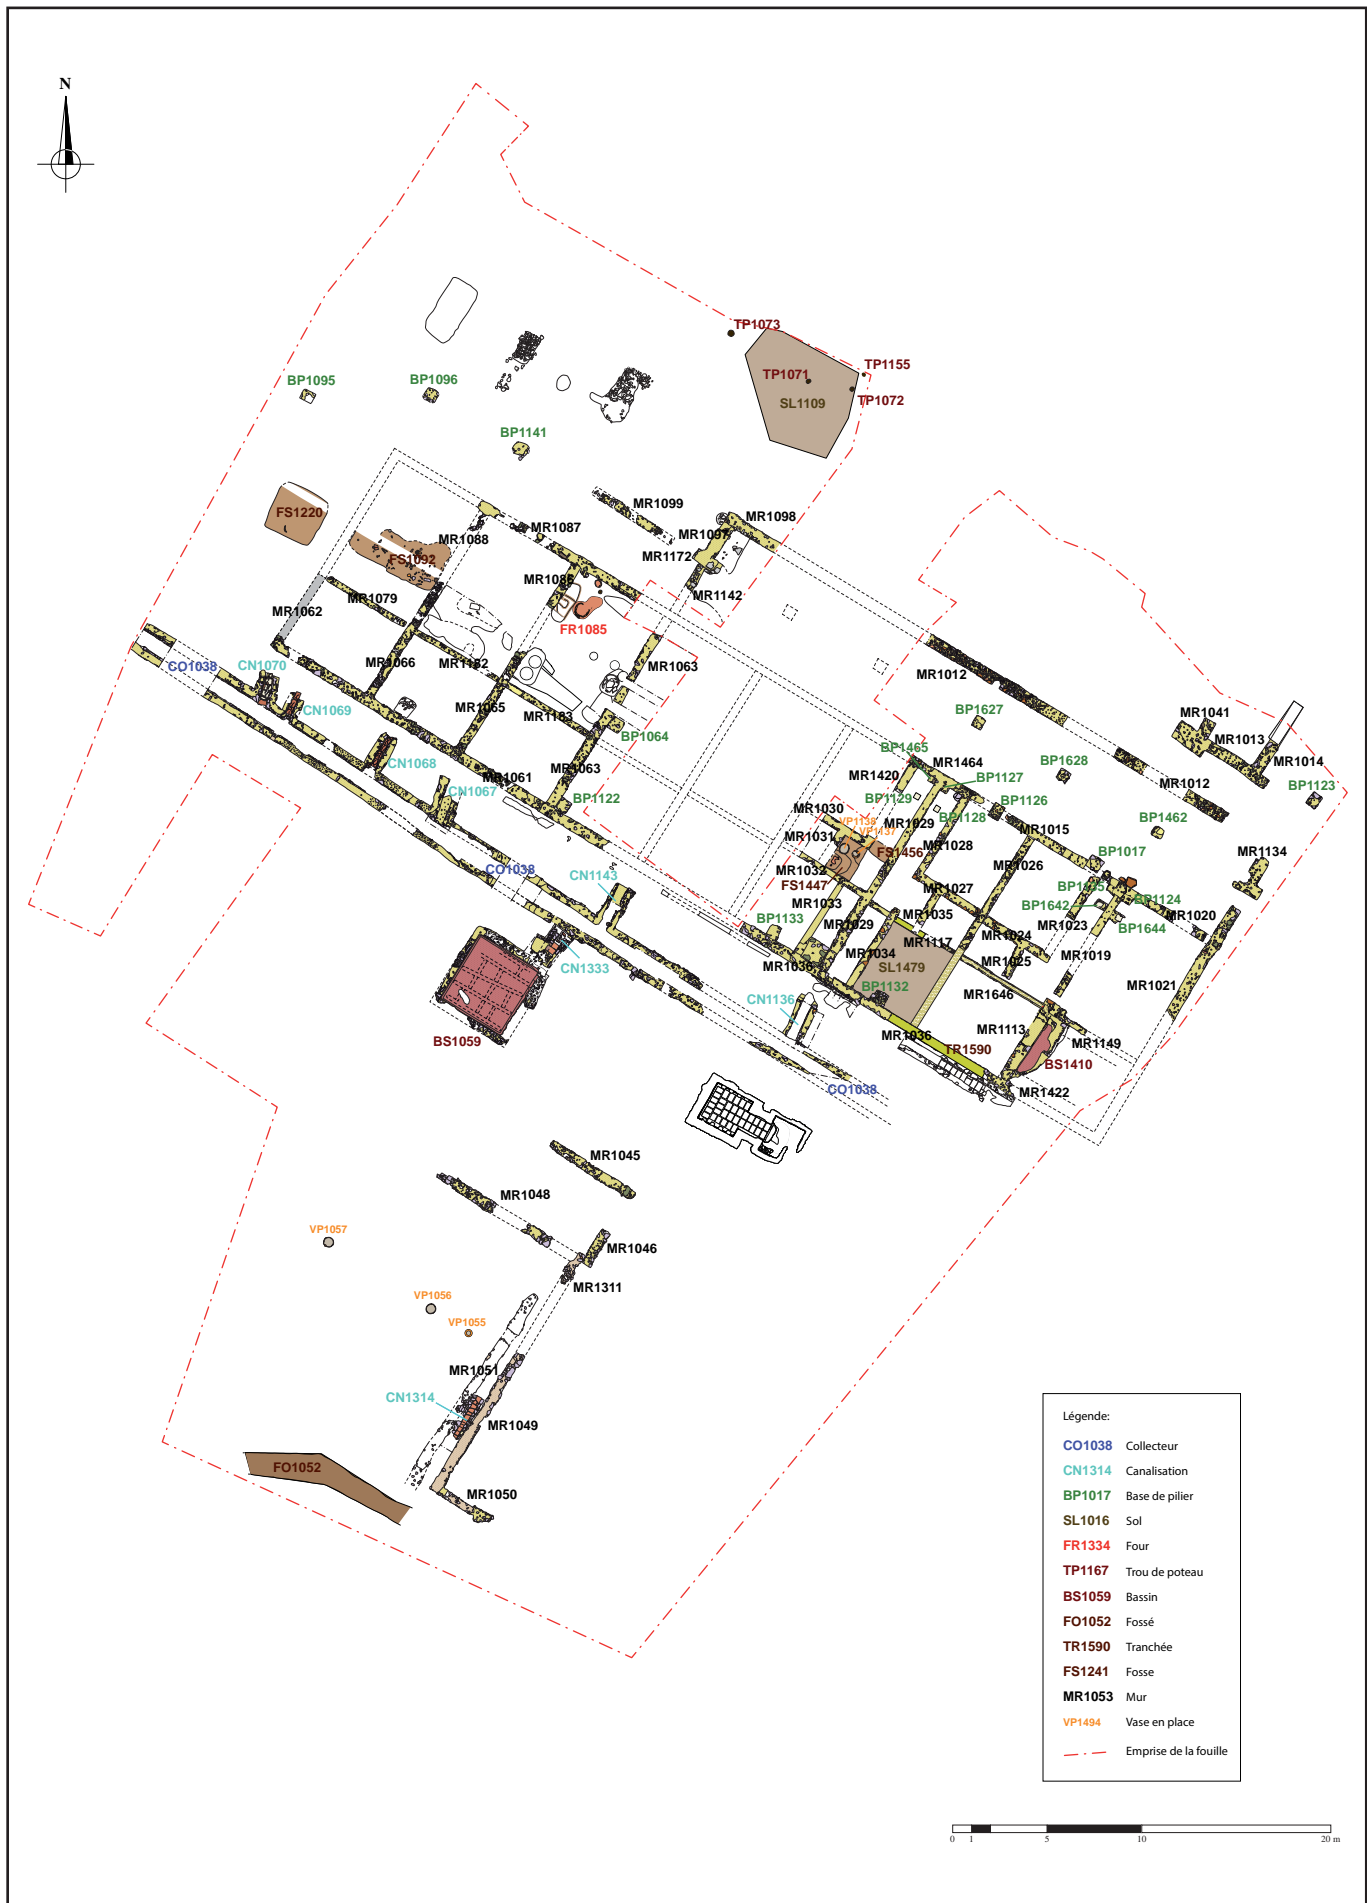 N
TP1073
TP1155
TP1071
TP1072
SL1109
BP1095
BP1096
BP1141
MR1099
MR1098
MR1097
FS1220
MR1087
MR1088
MR1172
FS1092
MR1086
MR1142
MR1079
MR1062
FR1085
CO1038
CN1070
MR1066
MR1182
MR1063
MR1012
CN1069
MR1065
MR1183
BP1064
BP1627
MR1041
MR1013
MR1014
CN1068
MR1061
MR1063
BP1465
MR1464
BP1628
CN1067
BP1122
MR1420
BP1127
MR1012
BP1123
BP1129
BP1126
MR1030
VP1138
MR1029
BP1128
BP1462
MR1031
VP1137
MR1015
MR1028
FS1456
MR1026
BP1017
MR1134
CO1038
MR1032
CN1143
FS1447
MR1027
BP1135
BP1124
MR1033
BP1642
MR1020
BP1133
MR1029
MR1035
MR1023
BP1644
MR1024
MR1117
CN1333
MR1036
MR1034
MR1025
MR1019
SL1479
MR1021
CN1136
BP1132
MR1646
BS1059
MR1036
MR1113
MR1149
TR1590
BS1410
CO1038
MR1422
MR1045
MR1048
VP1057
MR1046
MR1311
VP1056
VP1055
MR1051
CN1314
MR1049
FO1052
MR1050
Légende:
CO1038 Collecteur
CN1314 Canalisation
BP1017 Base de pilier
SL1016 Sol
FR1334 Four
TP1167 Trou de poteau
BS1059 Bassin
FO1052 Fossé
TR1590 Tranchée
FS1241 Fosse
MR1053 Mur
VP1494 Vase en place
Emprise de la fouille
0 1 5 10 20 m